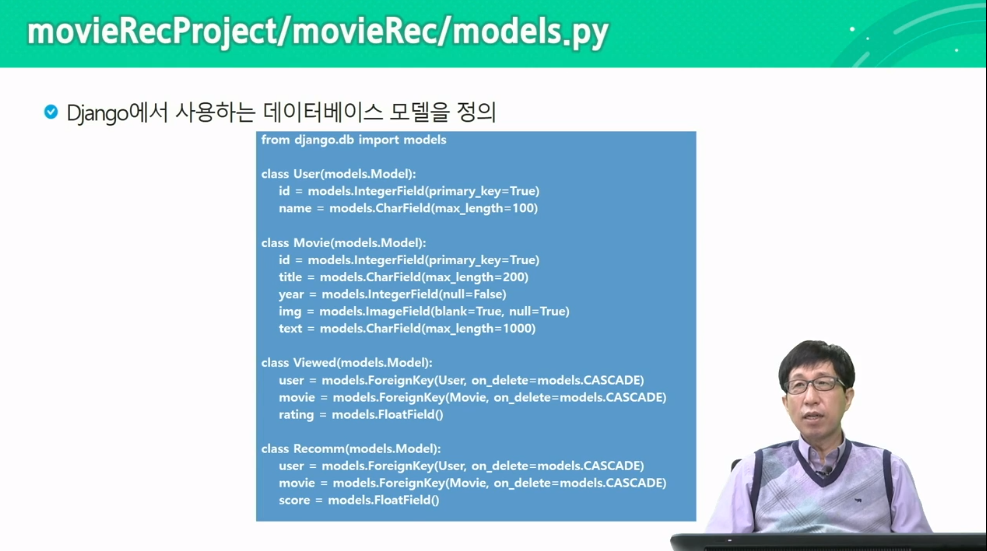 movieRecProject/movieRec/models.py
Django에서 사용하는 데이터베이스 모델을 정의
from django.db import models
class User(models.Model):
id = models.IntegerField(primary_key=True)
name = models.CharField(max_length=100)
class Movie(models.Model):
id = models.IntegerField(primary_key=True)
title = models.CharField(max_length=200)
year = models.IntegerField(null=False)
img = models.ImageField(blank=True, null=True)
text = models.CharField(max_length=1000)
class Viewed(models.Model):
user = models.ForeignKey(User, on_delete=models.CASCADE)
movie = models.ForeignKey(Movie, on_delete=models.CASCADE)
rating = models.FloatField()
class Recomm(models.Model):
user = models.ForeignKey(User, on_delete=models.CASCADE)
movie = models.ForeignKey(Movie, on_delete=models.CASCADE)
score = models.FloatField()